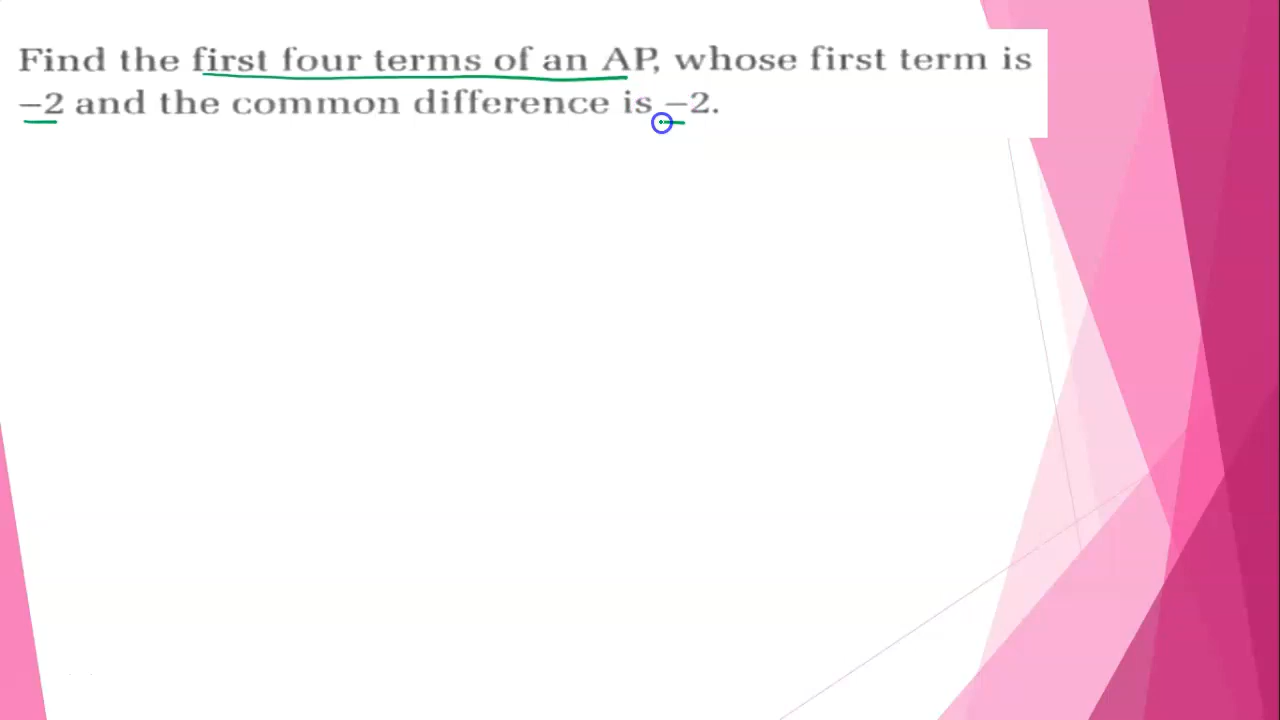 Find the first four terms of an AP, whose first term is
−2 and the common difference is −2.